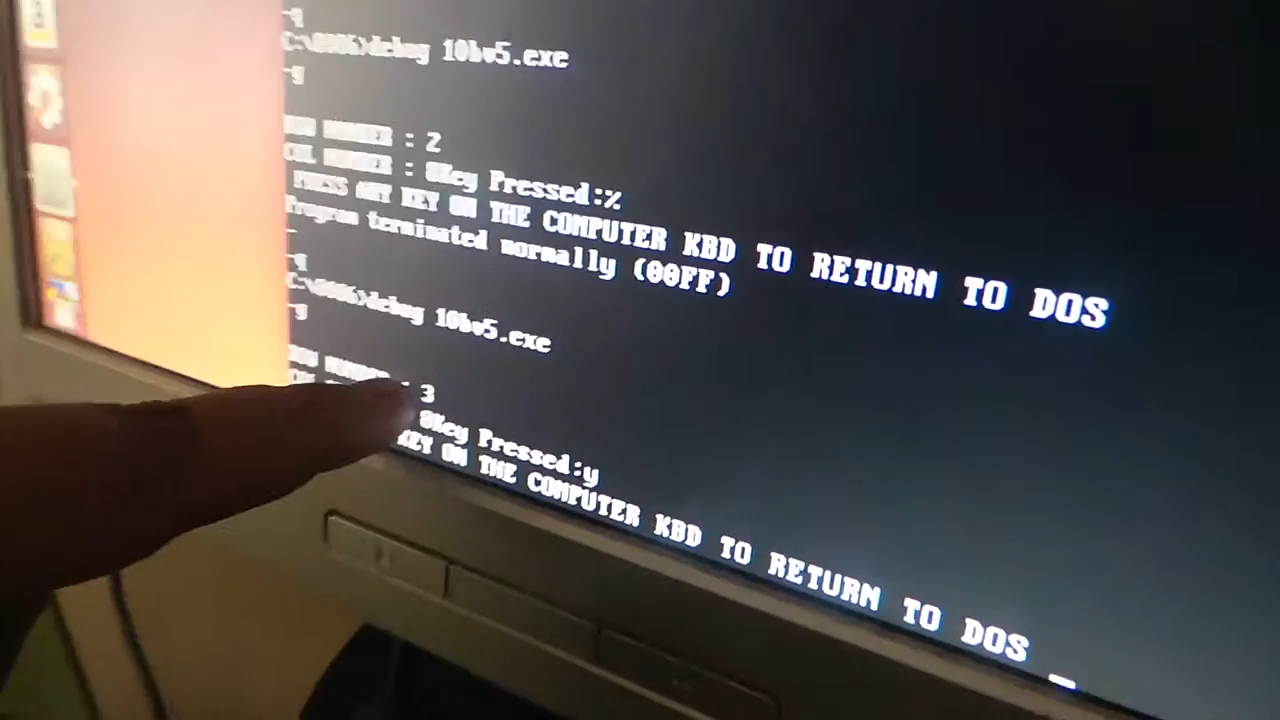 -q
C:\8086>debug 10bv5.exe
-g
ROW NUMBER : 2
COL NUMBER : 8Key Pressed:%
PRESS ANY KEY ON THE COMPUTER KBD TO RETURN TO DOS
Program terminated normally (00FF)
-
-q
C:\8086>debug 10bv5.exe
-g
ROW NUMBER : 3
8Key Pressed:y
KEY ON THE COMPUTER KBD TO RETURN TO DOS